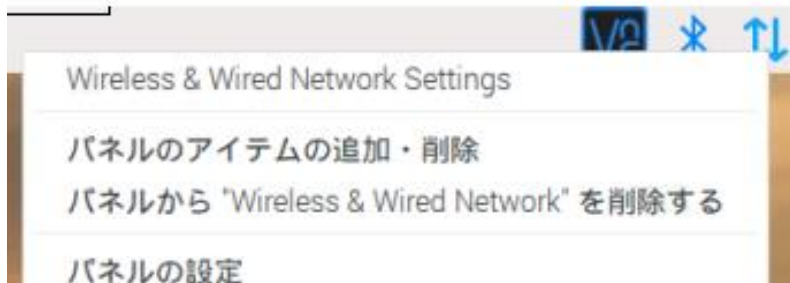 Wireless & Wired Network Settings
パネルのアイテムの追加・削除
パネルから "Wireless & Wired Network" を削除する
パネルの設定